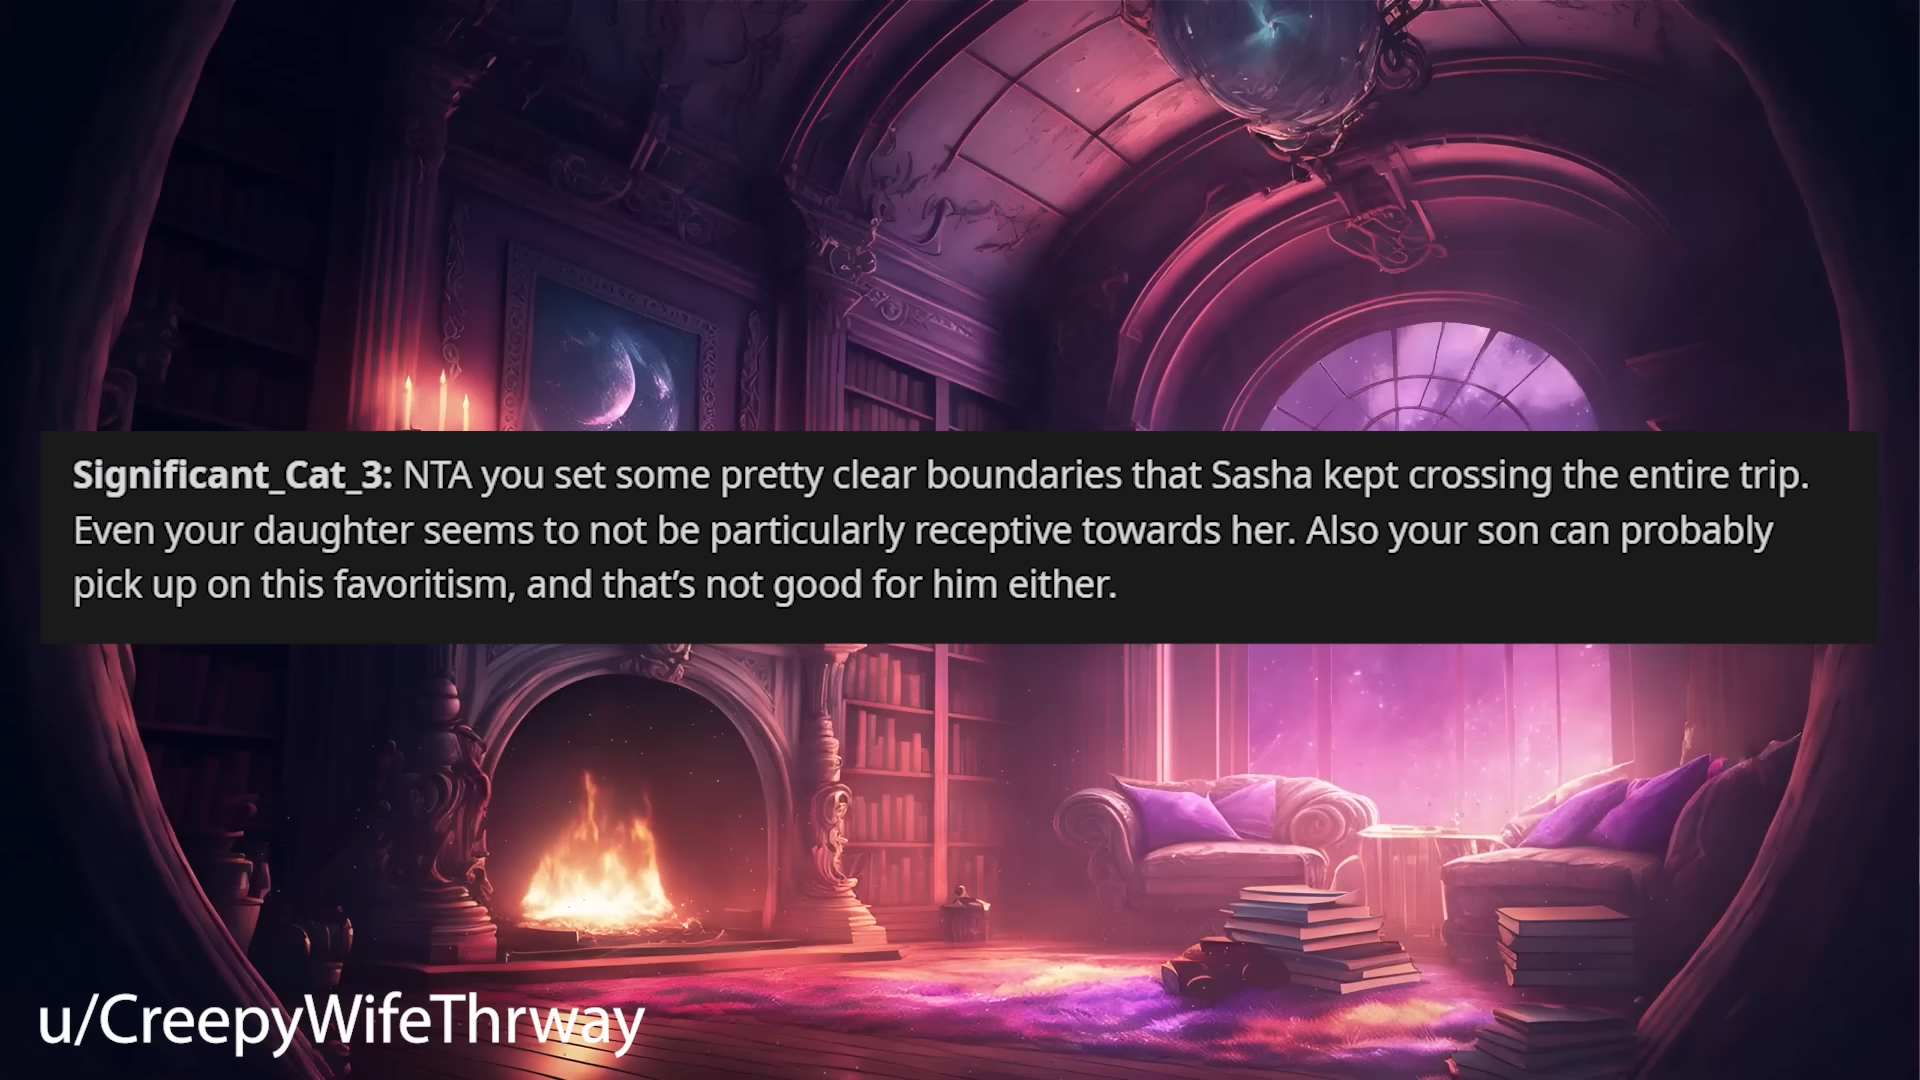 Significant_Cat_3: NTA you set some pretty clear boundaries that Sasha kept crossing the entire trip.
Even your daughter seems to not be particularly receptive towards her. Also your son can probably
pick up on this favoritism, and that’s not good for him either.
u/CreepyWifeThrway